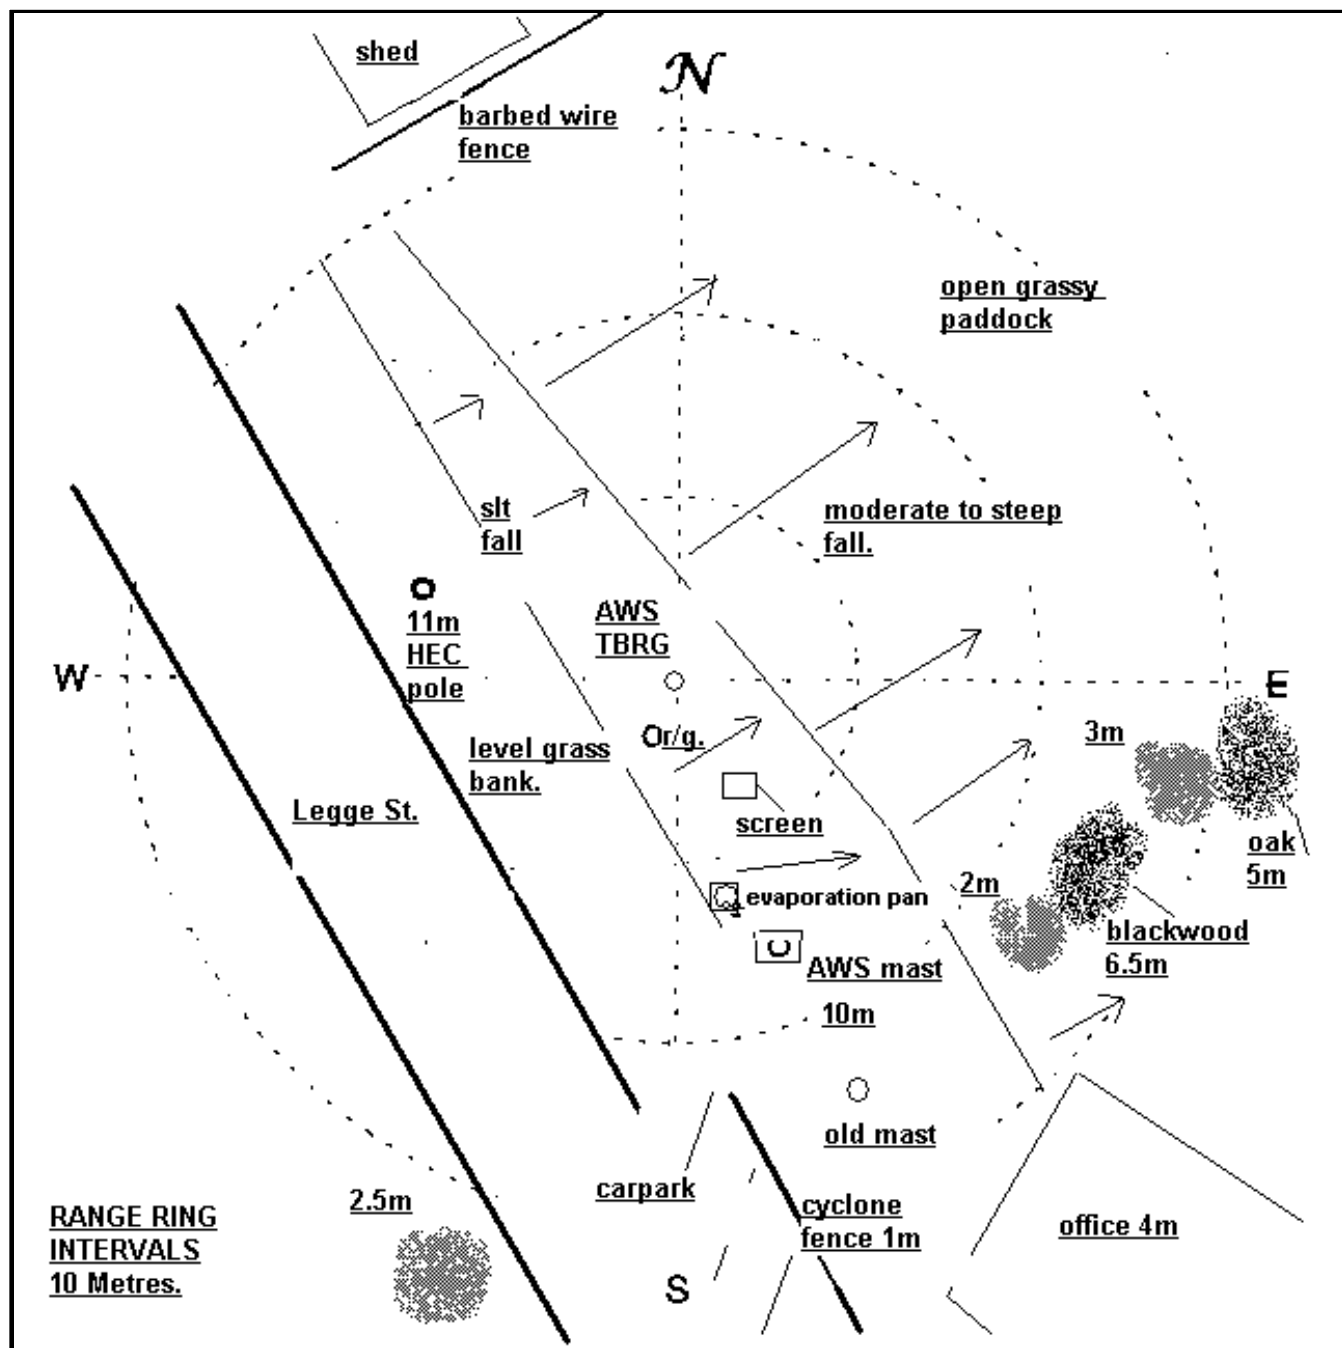 shed
N
barbed wire
fence
open grassy
paddock
slt
fall
moderate to steep
fall.
11m
HEC
pole
AWS
TBRG
W
E
3m
Or/g.
level grass
bank.
Legge St.
screen
oak
5m
2m
evaporation pan
blackwood
6.5m
AWS mast
10m
old mast
carpark
2.5m
cyclone
fence 1m
office 4m
RANGE RING
INTERVALS
10 Metres.
S